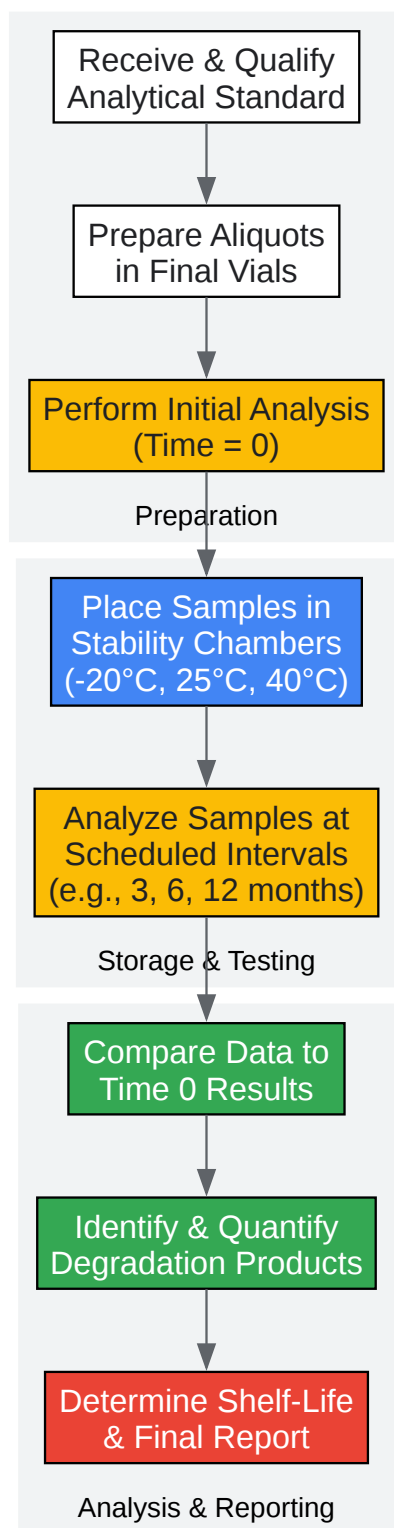 Receive & Qualify
Analytical Standard
Prepare Aliquots
in Final Vials
Perform Initial Analysis
(Time = 0)
Preparation
Place Samples in
Stability Chambers
(-20°C, 25°C, 40°C)
Analyze Samples at
Scheduled Intervals
(e.g., 3, 6, 12 months)
Storage & Testing
Compare Data to
Time 0 Results
Identify & Quantify
Degradation Products
Determine Shelf-Life
& Final Report
Analysis & Reporting